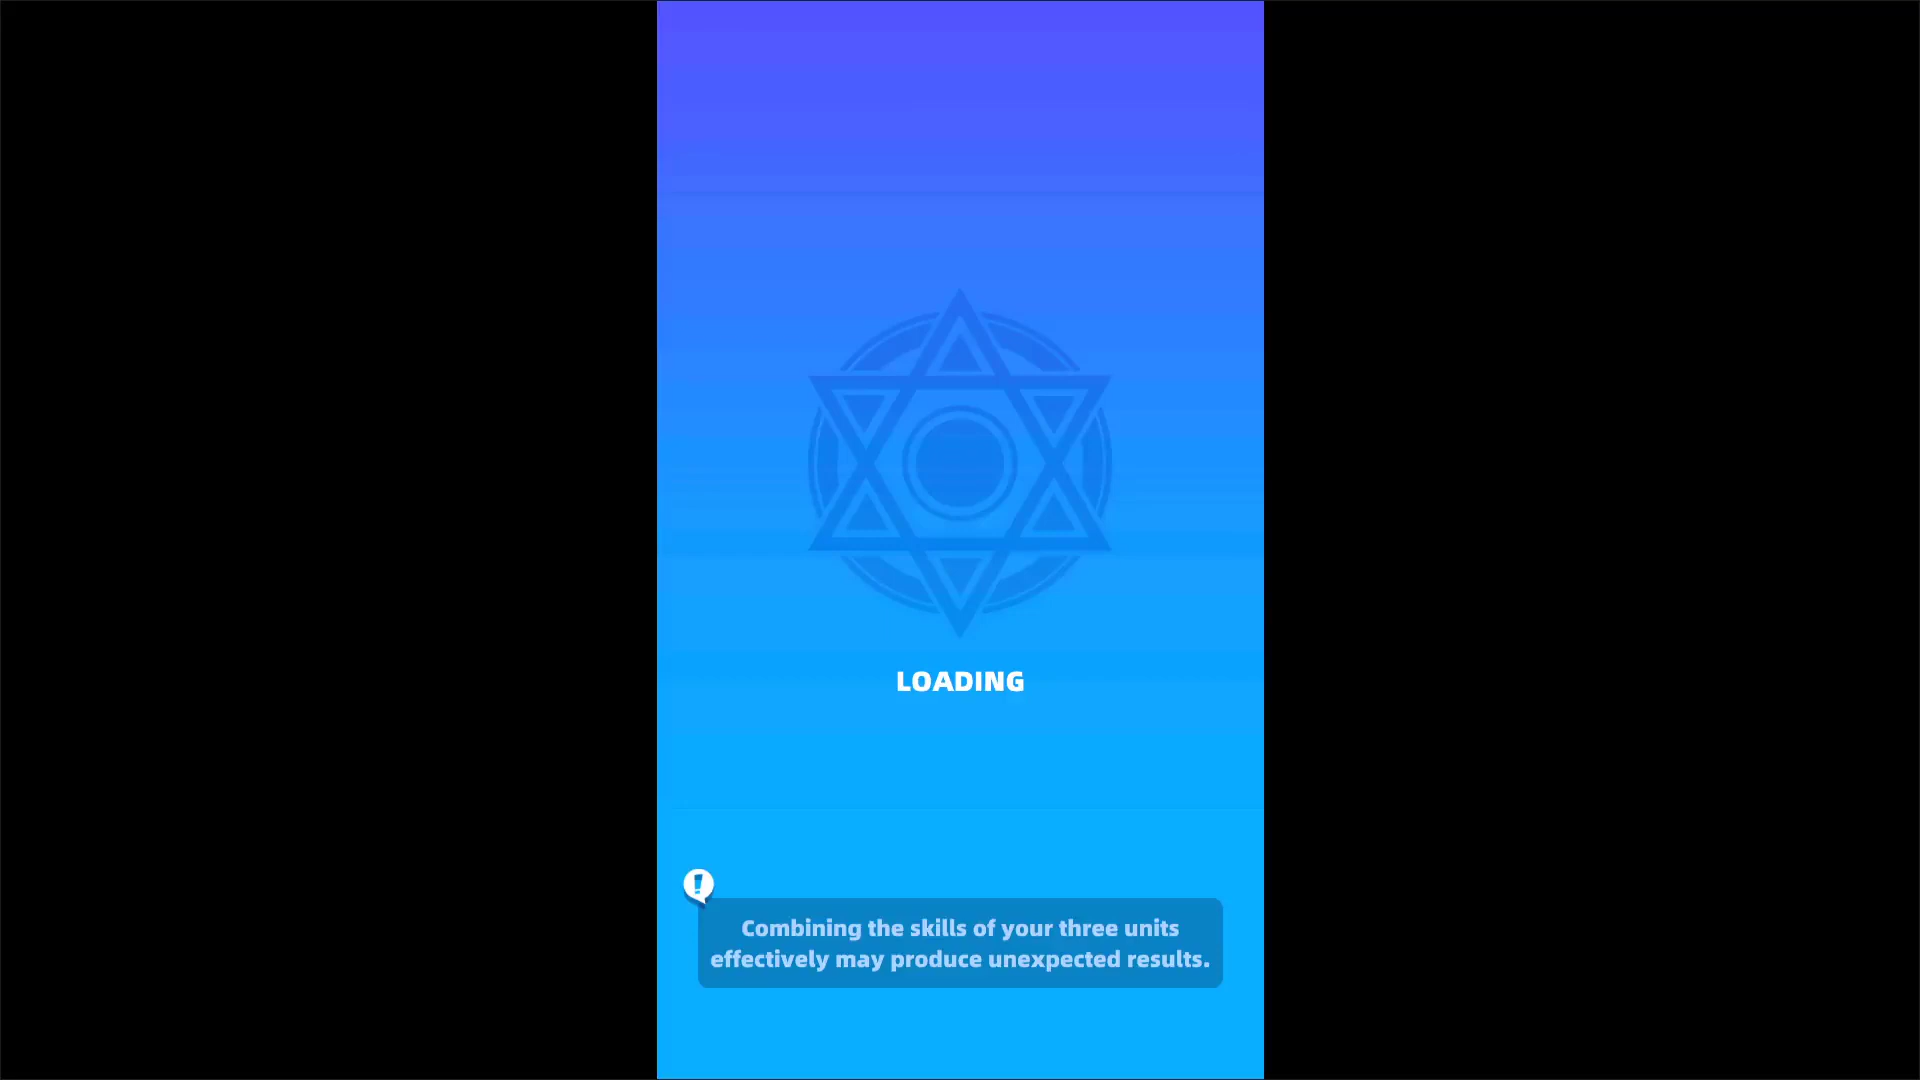 LOADING
Combining the skills of your three units
effectively may produce unexpected results.